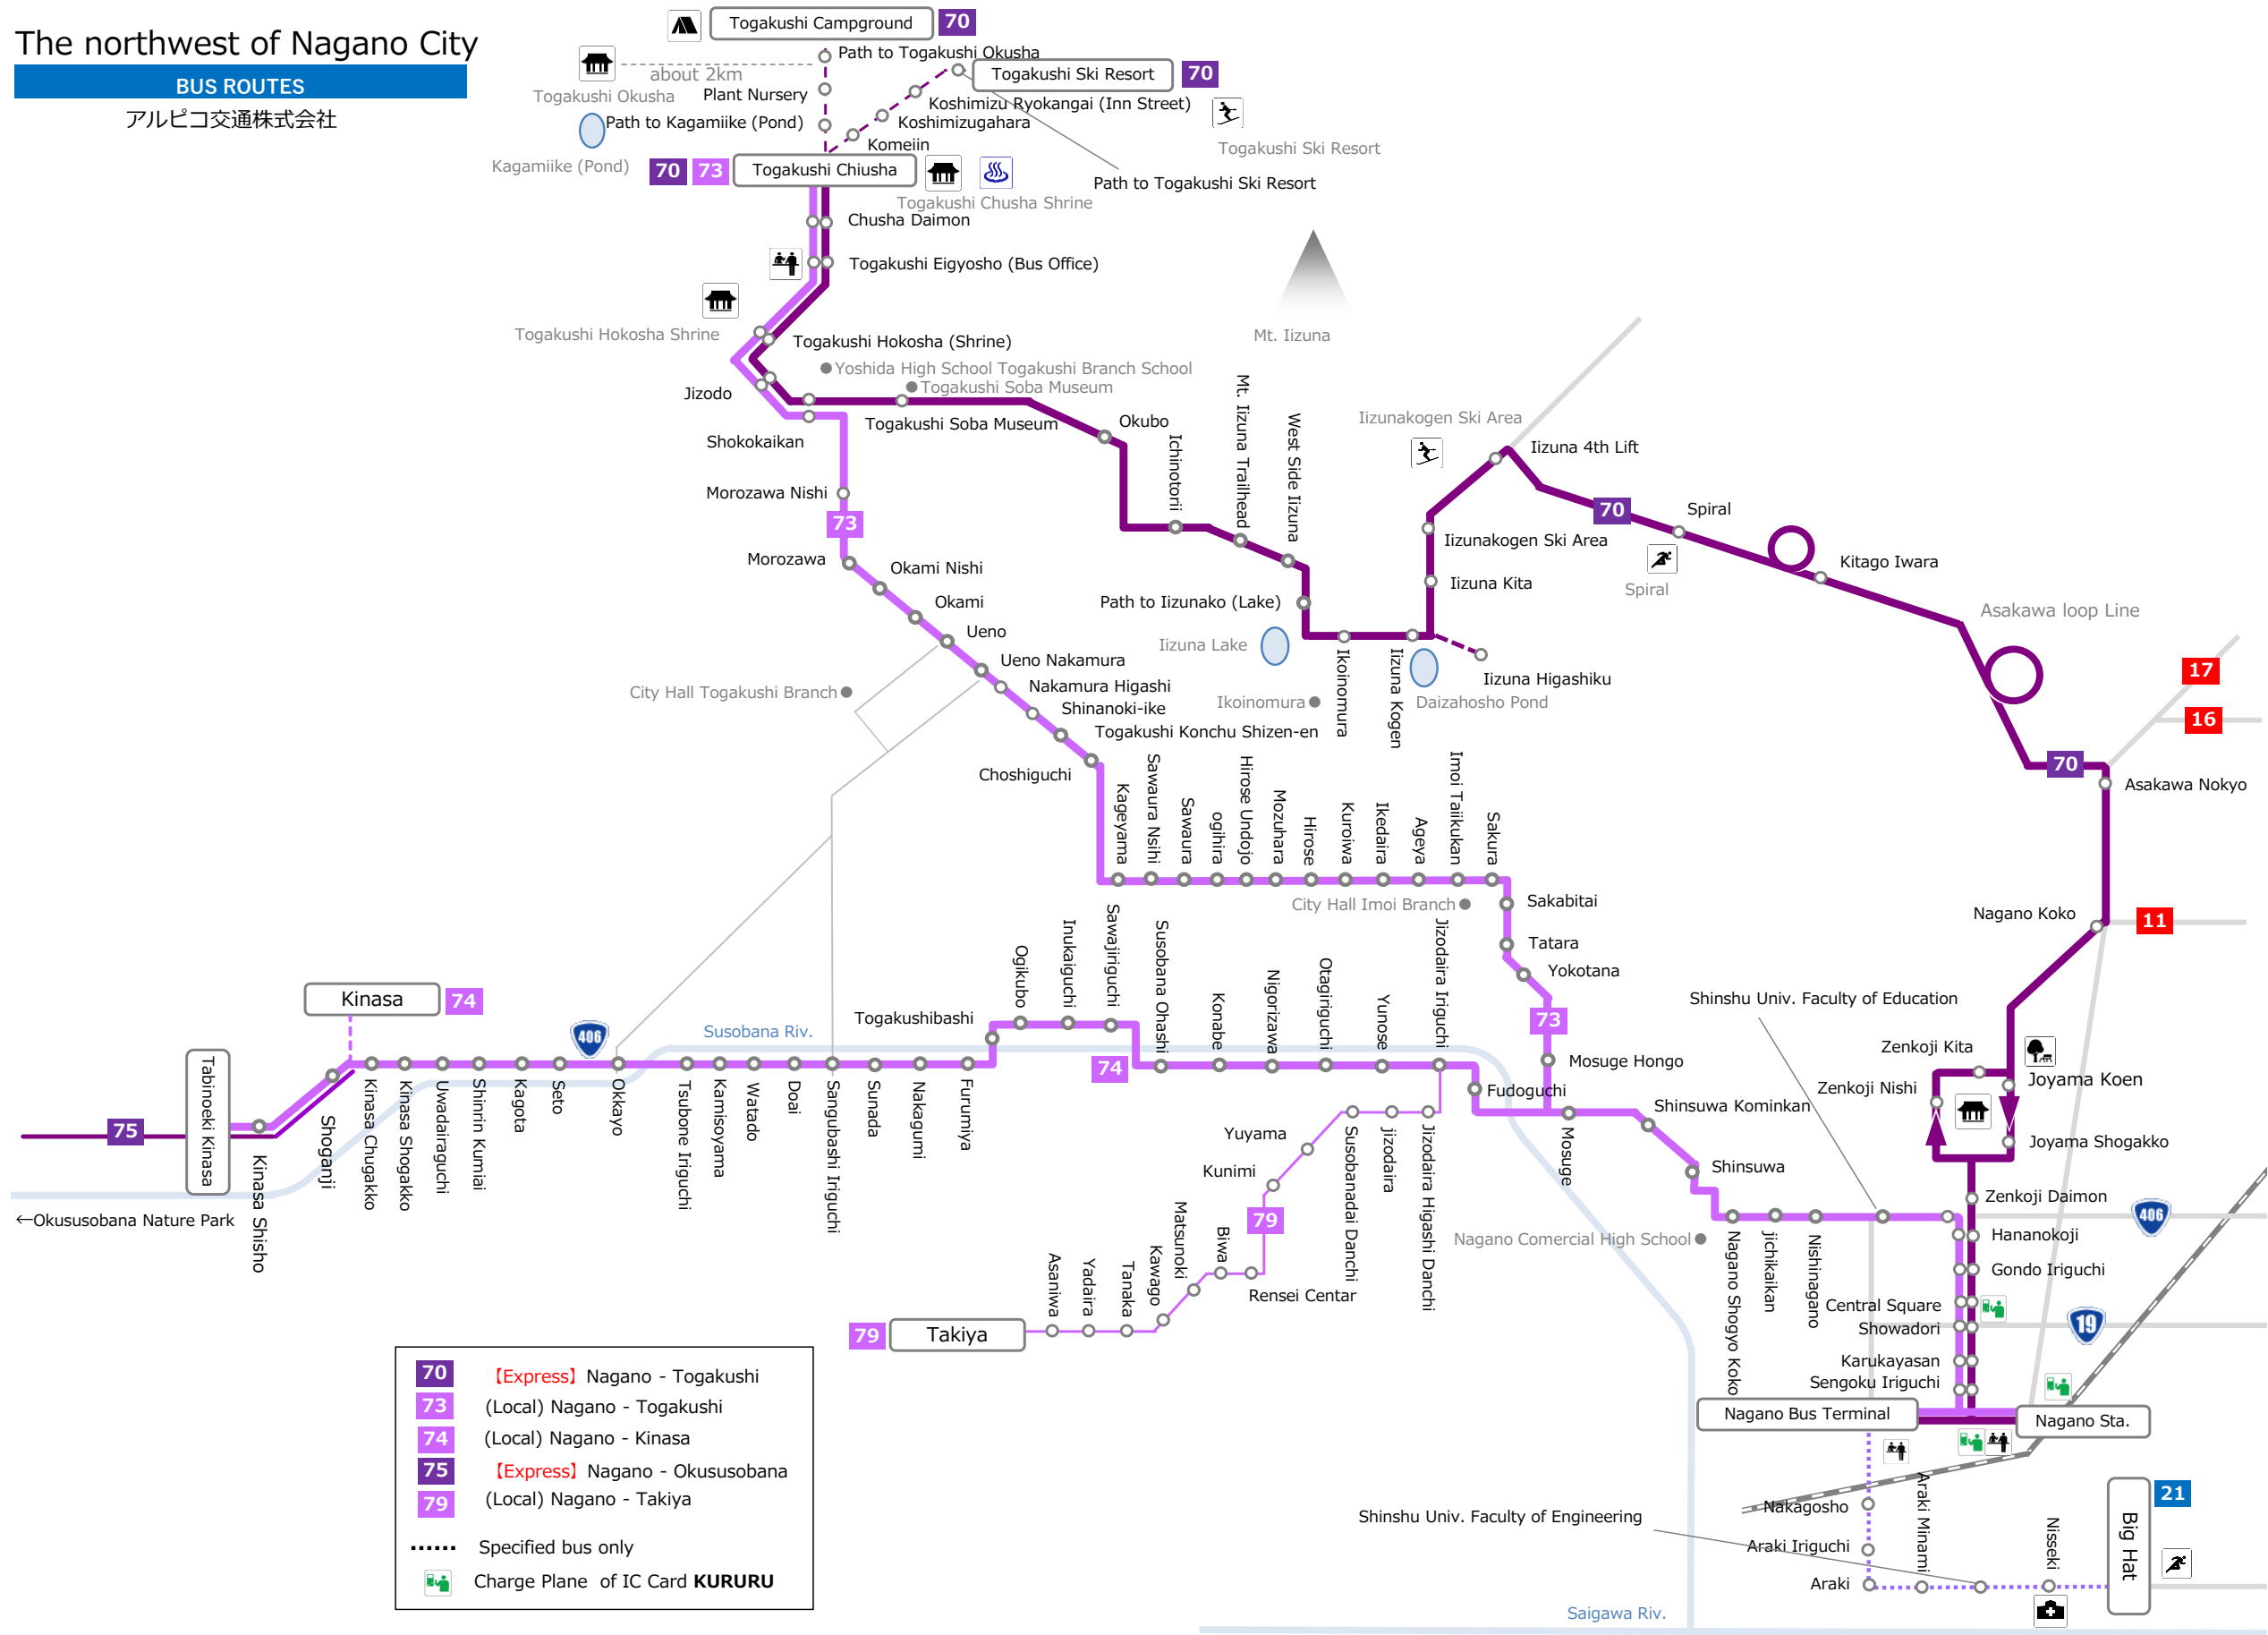 The northwest of Nagano City
BUS ROUTES
アルピコ交通株式会社
Togakushi Campground
70
Path to Togakushi Okusha
about 2km
Togakushi Okusha
Plant Nursery
Path to Kagamiike (Pond)
Kagamiike (Pond)
Togakushi Ski Resort
70
Koshimizu Ryokangai (Inn Street)
Koshimizugahara
Komeiin
Togakushi Ski Resort
Path to Togakushi Ski Resort
70
73
Togakushi Chiusha
Togakushi Chusha Shrine
Chusha Daimon
Togakushi Eigyosho (Bus Office)
Togakushi Hokosha Shrine
Togakushi Hokosha (Shrine)
Mt. Iizuna
Yoshida High School Togakushi Branch School
Togakushi Soba Museum
Jizodo
Togakushi Soba Museum
Shokokaikan
Okubo
Ichinotorii
Mt. Iizuna Trailhead
West Side Iizuna
Iizunakogen Ski Area
Iizuna 4th Lift
Morozawa Nishi
73
70
Spiral
Iizunakogen Ski Area
Morozawa
Okami Nishi
Kitago Iwara
Iizuna Kita
Spiral
Okami
Path to Iizunako (Lake)
Asakawa loop Line
Ueno
Iizuna Lake
Ueno Nakamura
Nakamura Higashi
City Hall Togakushi Branch
Shinanoki-ike
Ikoinomura
Ikoinomura
Iizuna Kogen
Iizuna Higashiku
Daizahosho Pond
17
16
Togakushi Konchu Shizen-en
Choshiguchi
70
Asakawa Nokyo
Kageyama
Sawaura Nsihi
Sawaura
ogihira
Hirose Undojo
Mozuhara
Hirose
Kuroiwa
Ikedaira
Ageya
Imoi Taiikukan
Sakura
City Hall Imoi Branch
Sakabitai
Nagano Koko
11
Tatara
Yokotana
Kinasa
74
406
Susobana Riv.
Togakushibashi
Ogikubo
Inukaiguchi
Sawajiriguchi
Susobana Ohashi
Konabe
Nigorizawa
Otagiriguchi
Yunose
Jizodaira Iriguchi
73
Shinshu Univ. Faculty of Education
Mosuge Hongo
74
Fudoguchi
Zenkoji Kita
Joyama Koen
Zenkoji Nishi
Joyama Shogakko
Tabinoeki Kinasa
75
Kinasa Shisho
Shoganji
Kinasa Chugakko
Kinasa Shogakko
Uwadairaguchi
Shinrin Kumiai
Kagota
Seto
Okkayo
Tsubone Iriguchi
Kamisoyama
Watado
Doai
Sangubashi Iriguchi
Sunada
Nakagumi
Furumiya
Yuyama
Kunimi
Susobanadai Danchi
jizodaira
Jizodaira Higashi Danchi
Mosuge
Shinsuwa Kominkan
Shinsuwa
Zenkoji Daimon
←Okususobana Nature Park
79
406
Nagano Comercial High School
Nagano Shogyo Koko
jichikaikan
Nishinagano
Hananokoji
Gondo Iriguchi
Matsunoki
Biwa
Rensei Centar
Asaniwa
Yadaira
Tanaka
Kawago
Central Square
Showadori
19
79
Takiya
Karukayasan
Sengoku Iriguchi
Nagano Bus Terminal
Nagano Sta.
70
【Express】Nagano - Togakushi
73
(Local) Nagano - Togakushi
74
(Local) Nagano - Kinasa
75
【Express】Nagano - Okususobana
79
(Local) Nagano - Takiya
Specified bus only
Charge Plane of IC Card KURURU
Nakagosho
Araki Minami
Shinshu Univ. Faculty of Engineering
Araki Iriguchi
Nisseki
Araki
Big Hat
21
Saigawa Riv.